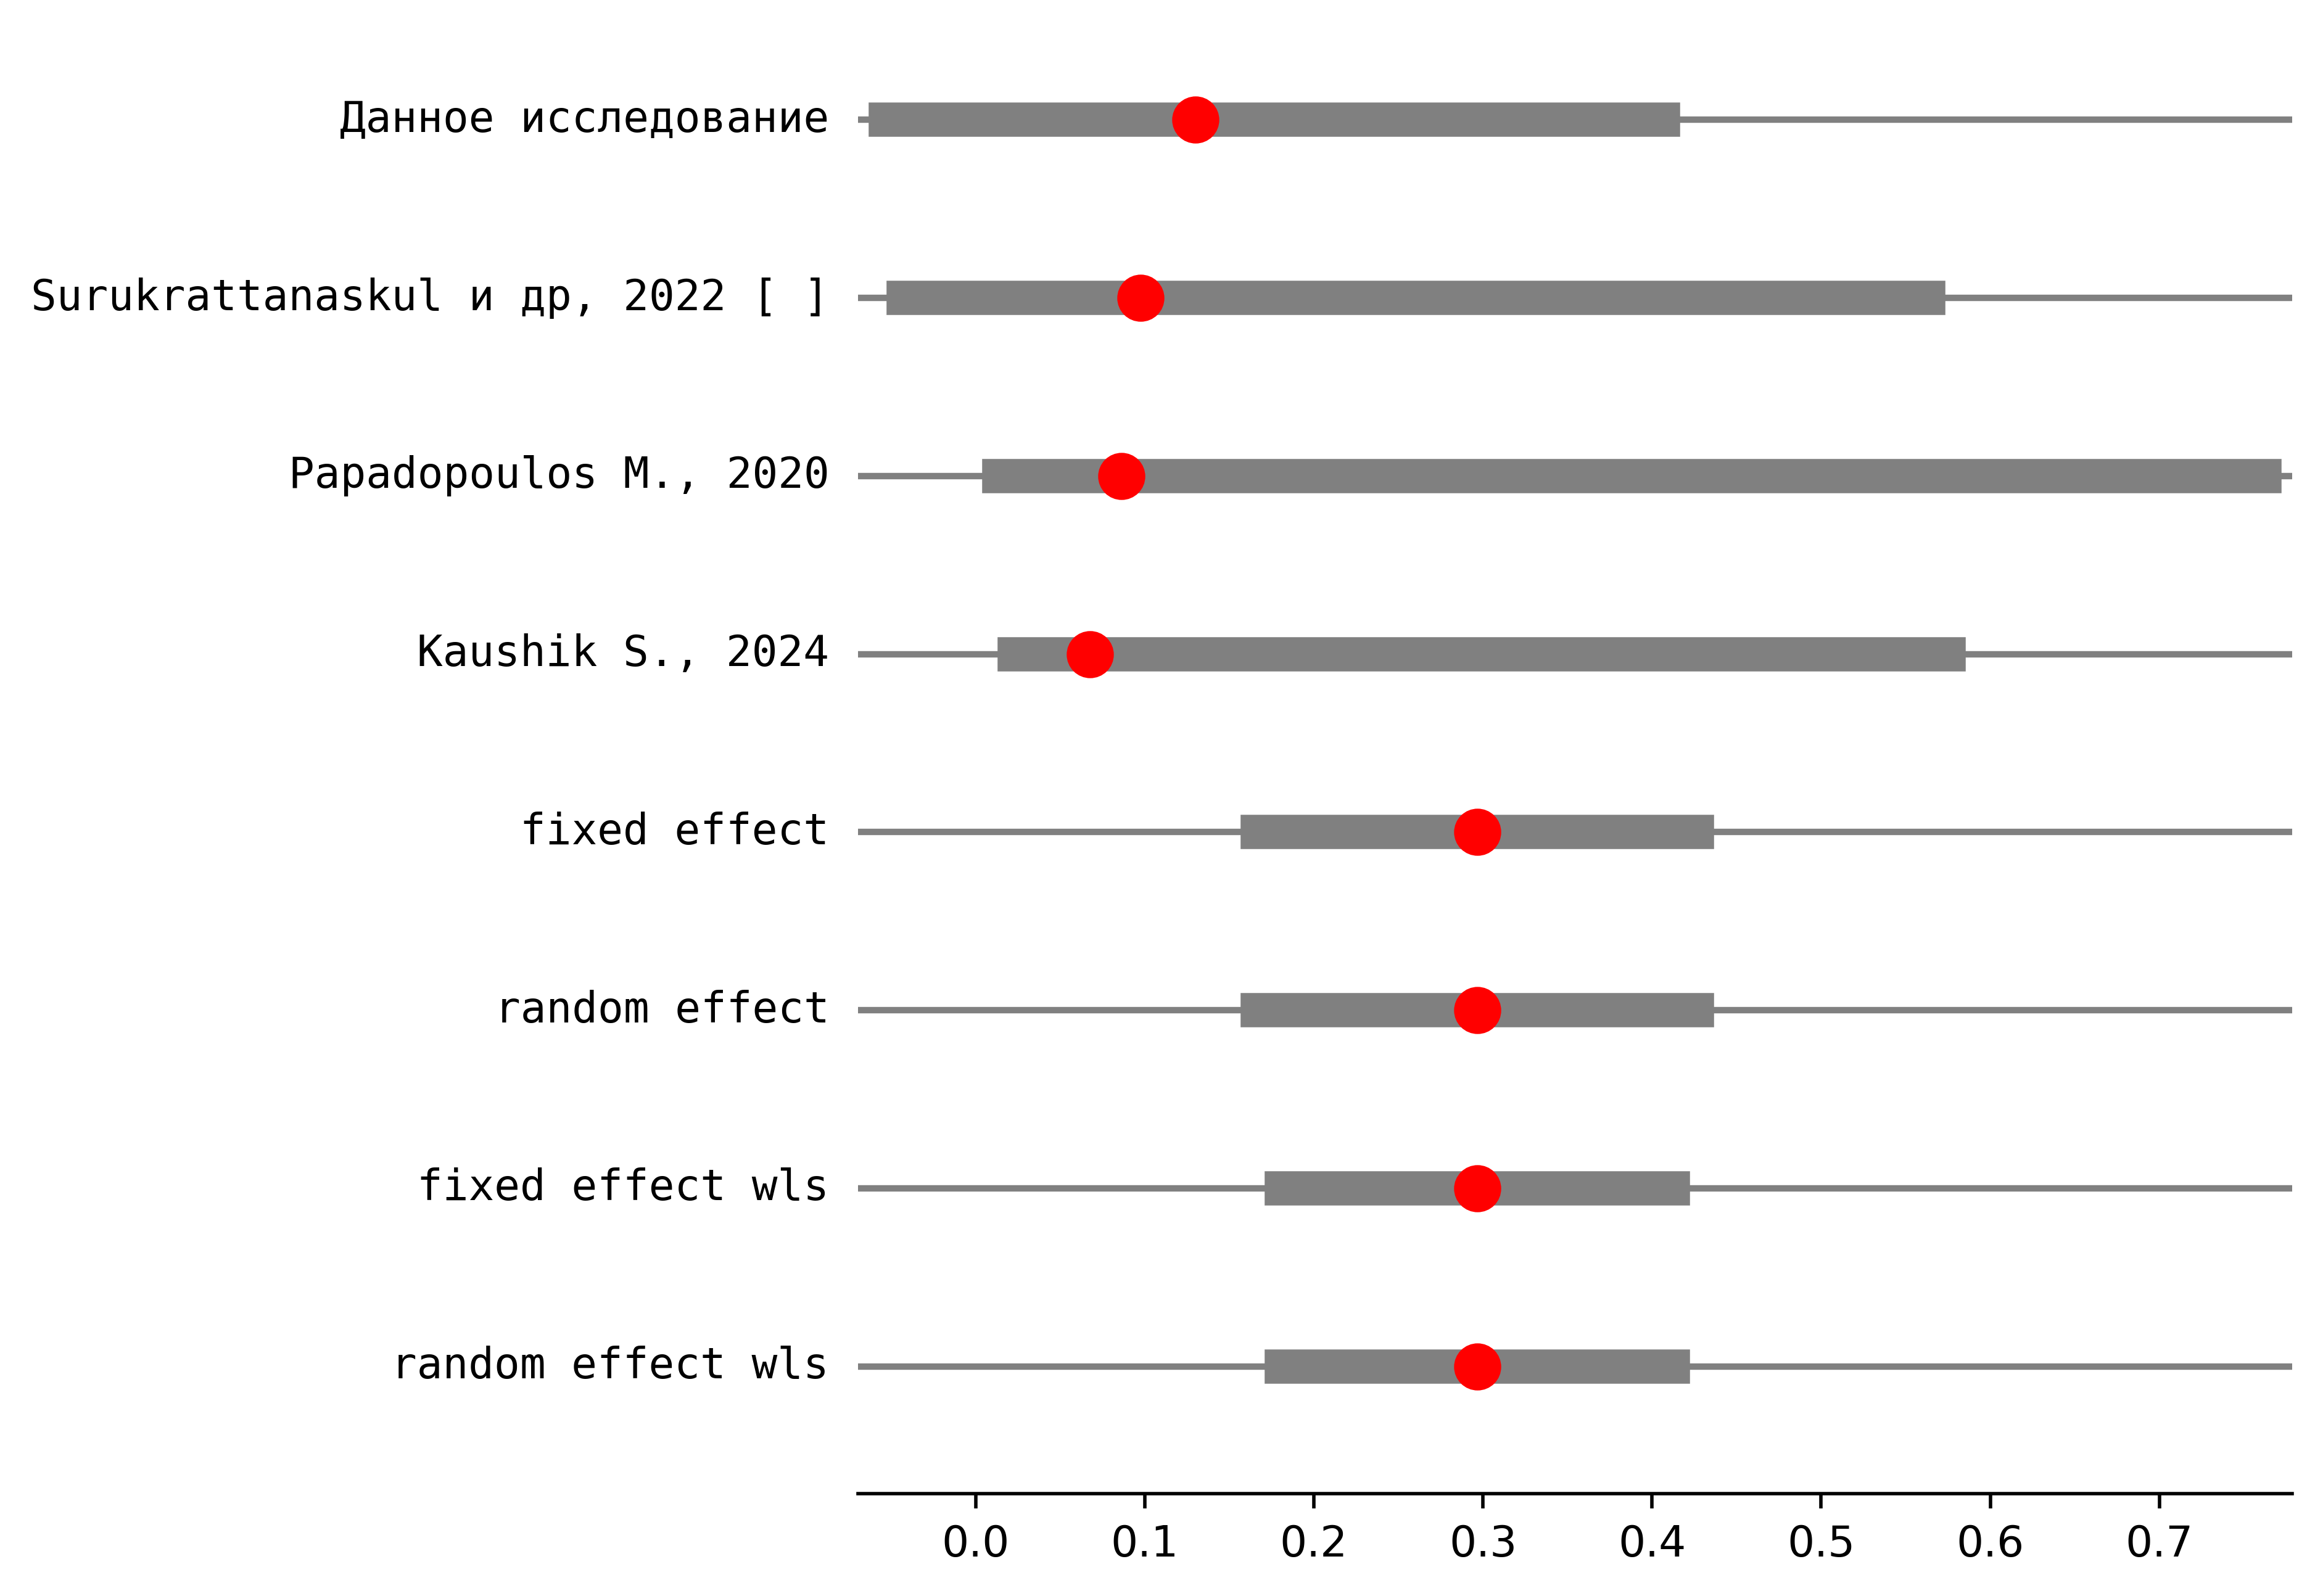 Данное исследование
Surukrattanaskul и др, 2022 [ ]
Papadopoulos M., 2020
Kaushik S., 2024
fixed effect
random effect
fixed effect wls
random effect wls
0.0 0.1 0.2 0.3 0.4 0.5 0.6 0.7